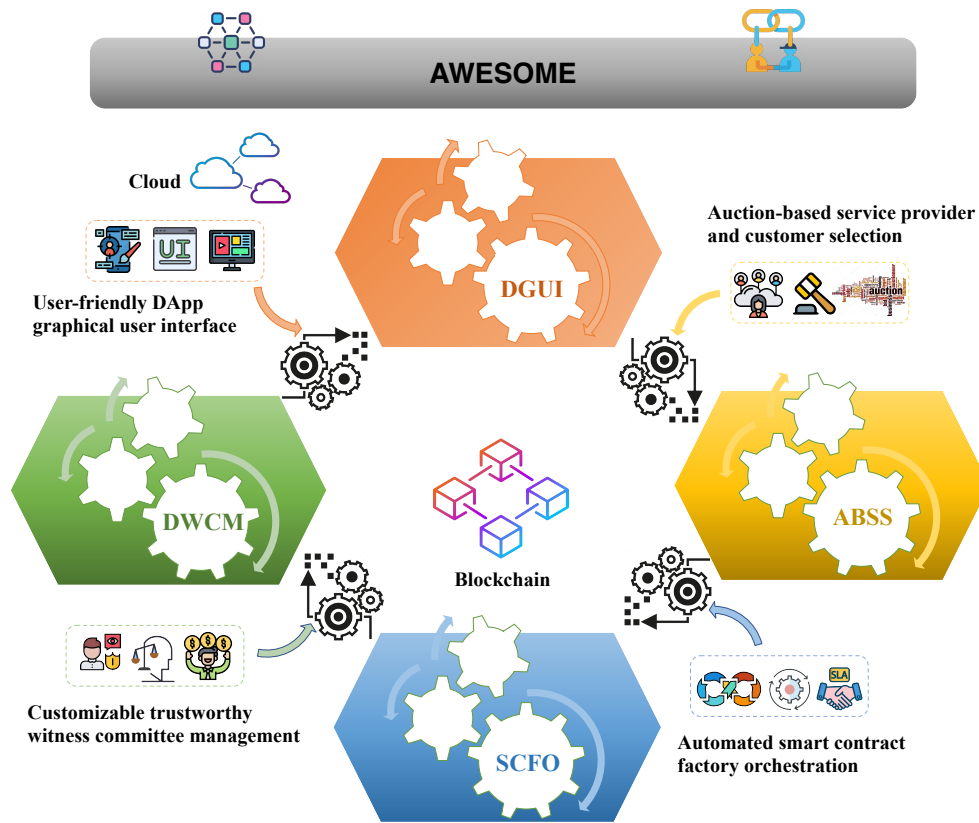 AWESOME
Cloud
UI
User-friendly DApp
graphical user interface
DGUI
Auction-based service provider
and customer selection
auction
DWCM
ABSS
Blockchain
Customizable trustworthy
witness committee management
SCFO
SLA
Automated smart contract
factory orchestration